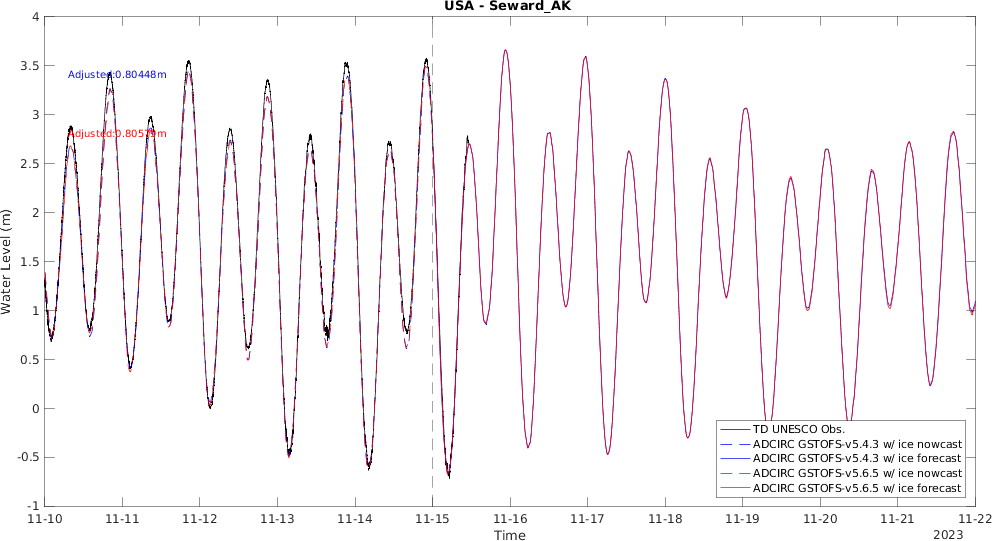 USA - Seward_AK
4
3.5
3
2.5
2
1.5
1
0.5
0
-0.5
-1
Water Level (m)
Adjusted:0.80448m
TD UNESCO Obs.
ADCIRC GSTOFS-v5.4.3 w/ ice nowcast
ADCIRC GSTOFS-v5.4.3 w/ ice forecast
ADCIRC GSTOFS-v5.6.5 w/ ice nowcast
ADCIRC GSTOFS-v5.6.5 w/ ice forecast
11-10 11-11 11-12 11-13 11-14 11-15 11-16 11-17 11-18 11-19 11-20 11-21 11-22
Time
2023